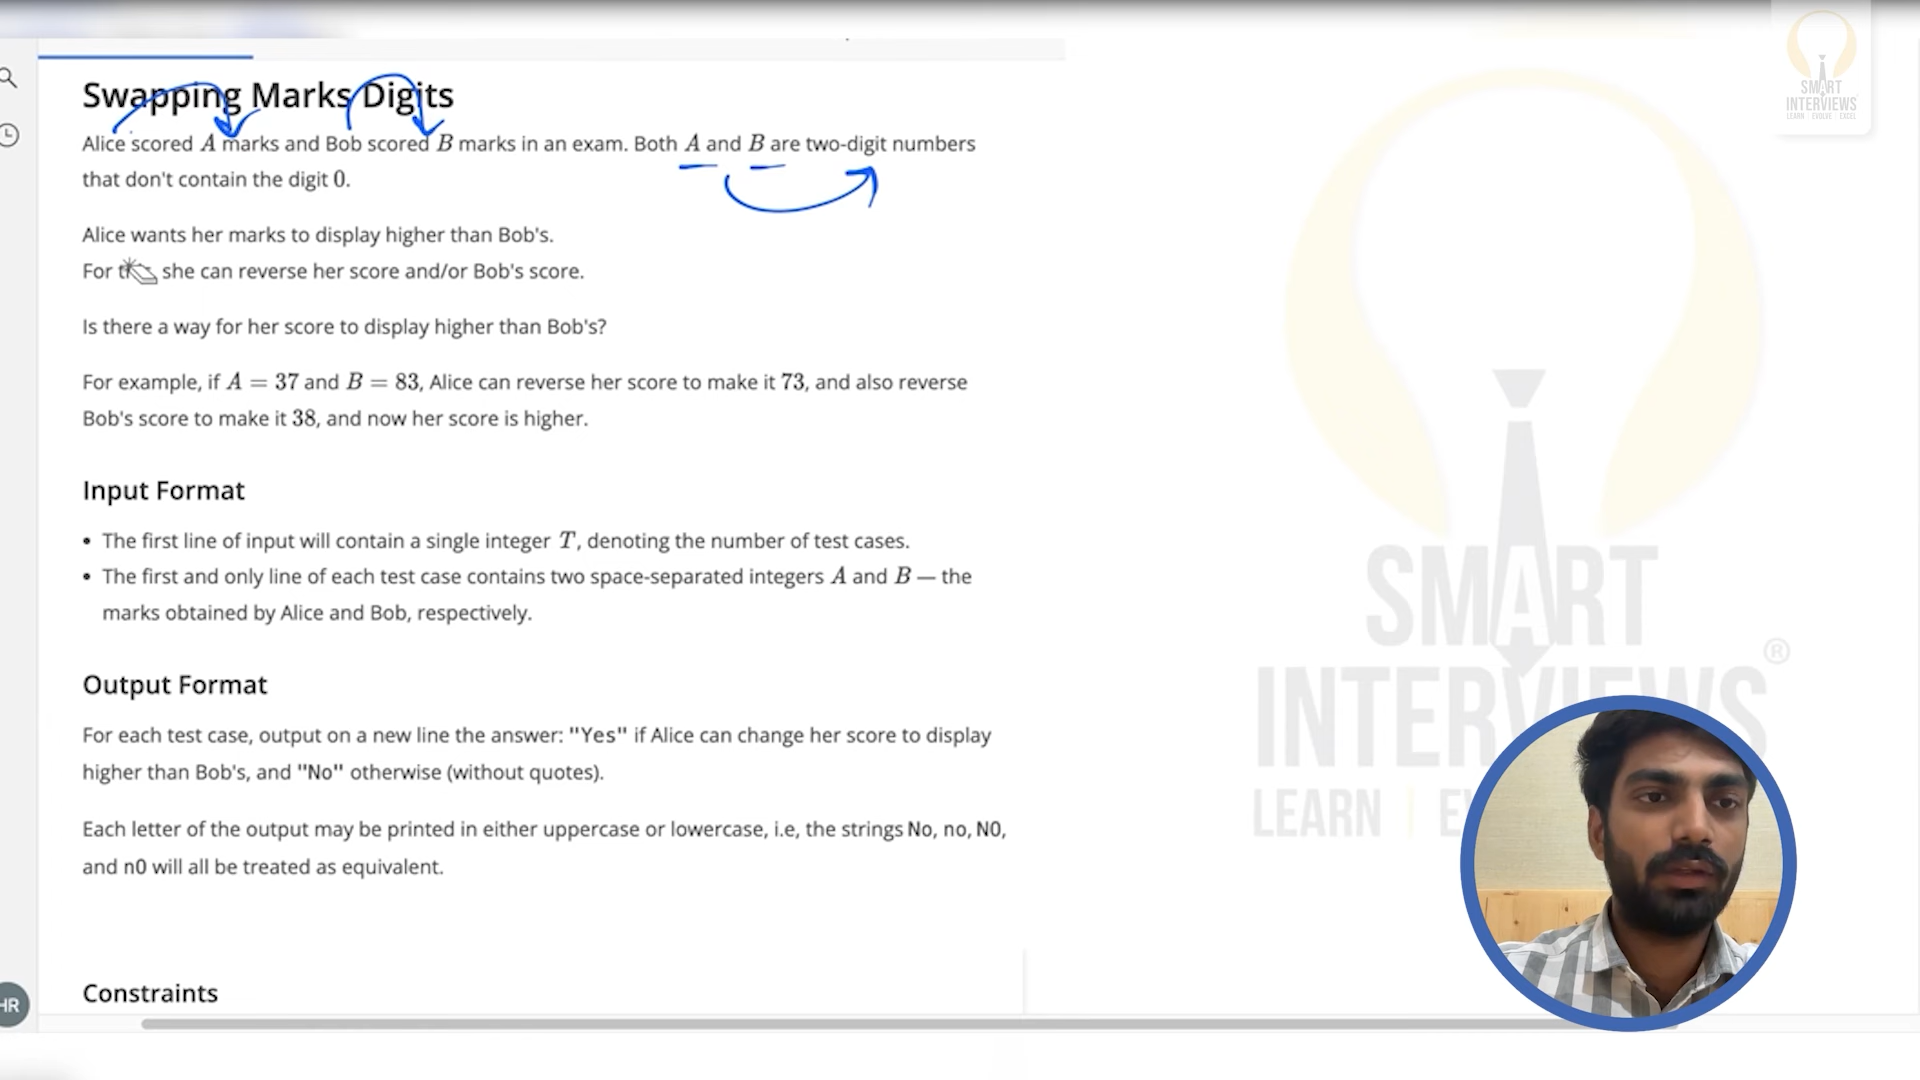 Swapping Marks Digits
Alice scored A marks and Bob scored B marks in an exam. Both A and B are two-digit numbers
that don't contain the digit 0.
Alice wants her marks to display higher than Bob's.
For she can reverse her score and/or Bob's score.
Is there a way for her score to display higher than Bob's?
For example, if A = 37 and B = 83, Alice can reverse her score to make it 73, and also reverse
Bob's score to make it 38, and now her score is higher.
Input Format
• The first line of input will contain a single integer T, denoting the number of test cases.
• The first and only line of each test case contains two space-separated integers A and B — the
marks obtained by Alice and Bob, respectively.
Output Format
For each test case, output on a new line the answer: "Yes" if Alice can change her score to display
higher than Bob's, and "No" otherwise (without quotes).
Each letter of the output may be printed in either uppercase or lowercase, i.e, the strings No, no, NO,
and nO will all be treated as equivalent.
Constraints
HR
SMART
INTERVIEWS
LEARN | EVOLVE | EXCEL
SMART
INTERVIEWS
®
LEARN